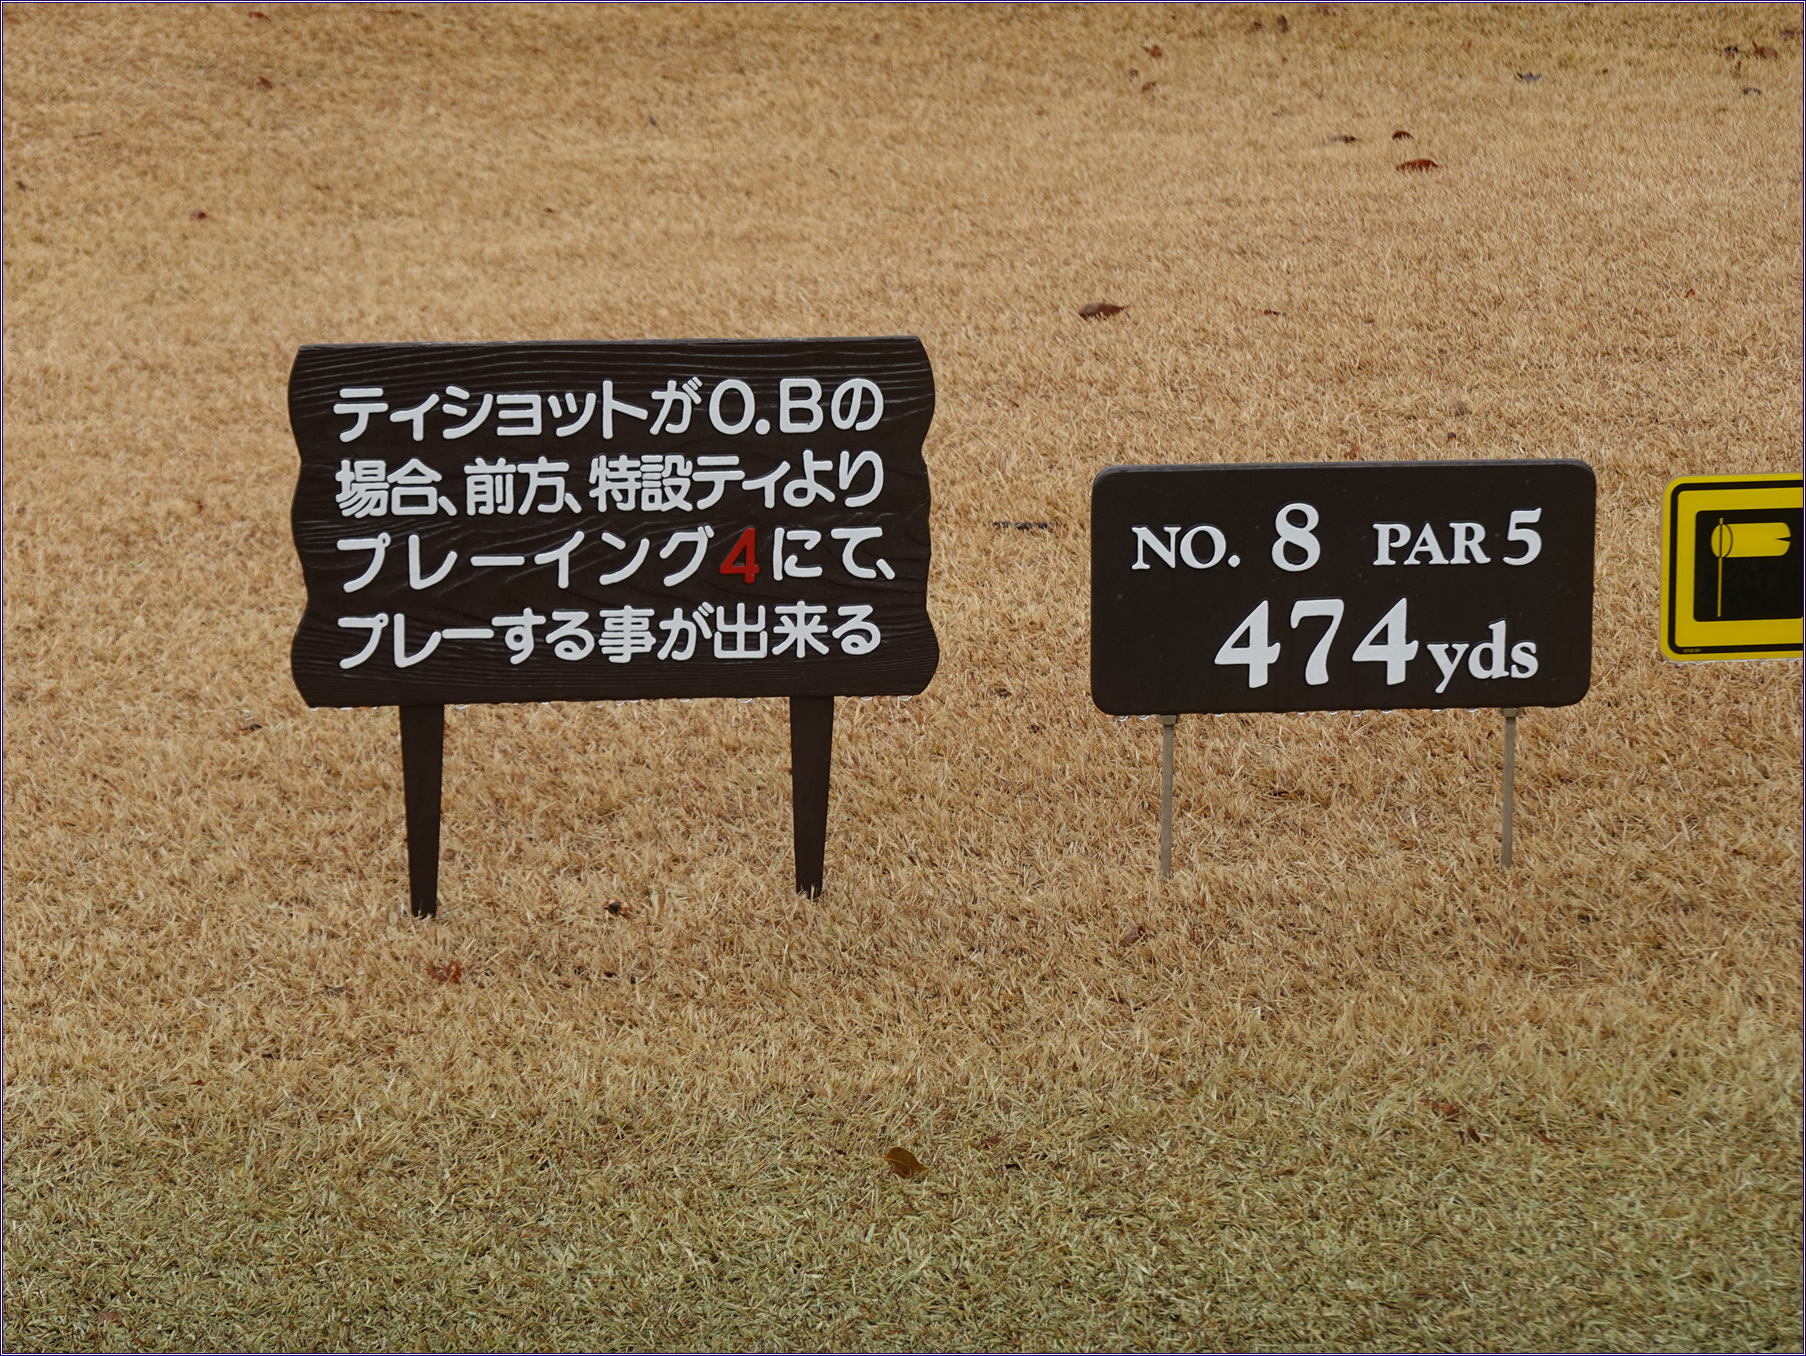 ティショットがO.Bの
場合、前方、特設ティより
プレーイング4にて、
プレーする事が出来る
NO. 8 PAR 5
474yds